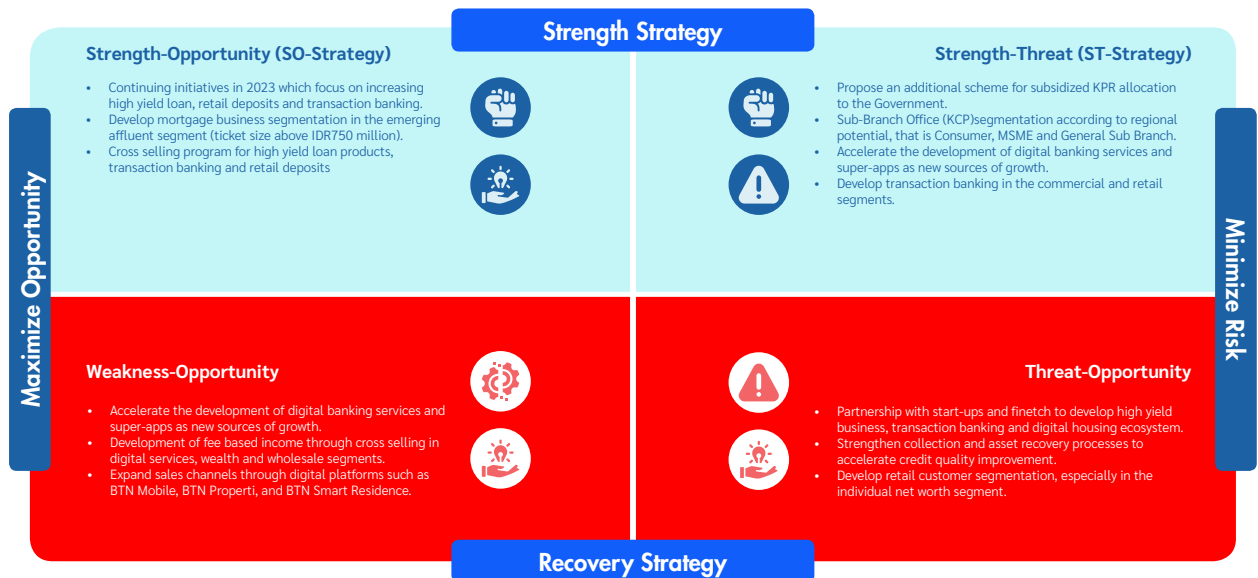 Strength Strategy
Strength-Opportunity (SO-Strategy)
• Continuing initiatives in 2023 which focus on increasing
high yield loan, retail deposits and transaction banking.
• Develop mortgage business segmentation in the emerging
affluent segment (ticket size above IDR750 million).
• Cross selling program for high yield loan products,
transaction banking and retail deposits
Strength-Threat (ST-Strategy)
• Propose an additional scheme for subsidized KPR allocation
to the Government.
• Sub-Branch Office (KCP)segmentation according to regional
potential, that is Consumer, MSME and General Sub Branch.
• Accelerate the development of digital banking services and
super-apps as new sources of growth.
• Develop transaction banking in the commercial and retail
segments.
Maximize Opportunity
Minimize Risk
Weakness-Opportunity
• Accelerate the development of digital banking services and
super-apps as new sources of growth.
• Development of fee based income through cross selling in
digital services, wealth and wholesale segments.
• Expand sales channels through digital platforms such as
BTN Mobile, BTN Properti, and BTN Smart Residence.
Threat-Opportunity
• Partnership with start-ups and finetch to develop high yield
business, transaction banking and digital housing ecosystem.
• Strengthen collection and asset recovery processes to
accelerate credit quality improvement.
• Develop retail customer segmentation, especially in the
individual net worth segment.
Recovery Strategy